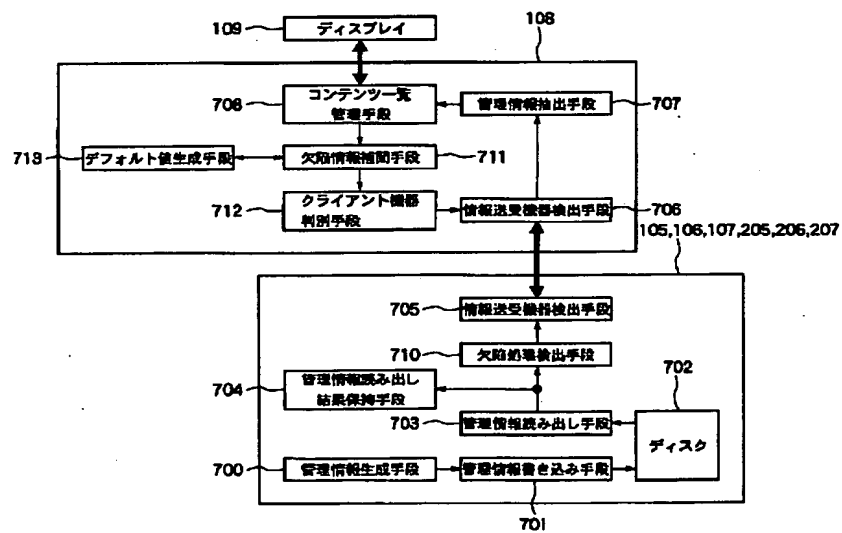 109
ディスプレイ
108
708
コンテンツ一覧
管理手段
管理情報抽出手段
707
713
デフォルト値生成手段
欠陥情報補間手段
711
712
クライアント機器
判別手段
情報送受機器検出手段
706
105,106,107,205,206,207
705
情報送受機器検出手段
710
欠陥処理検出手段
704
管理情報読み出し
結果保持手段
702
703
管理情報読み出し手段
ディスク
700
管理情報生成手段
管理情報書き込み手段
701